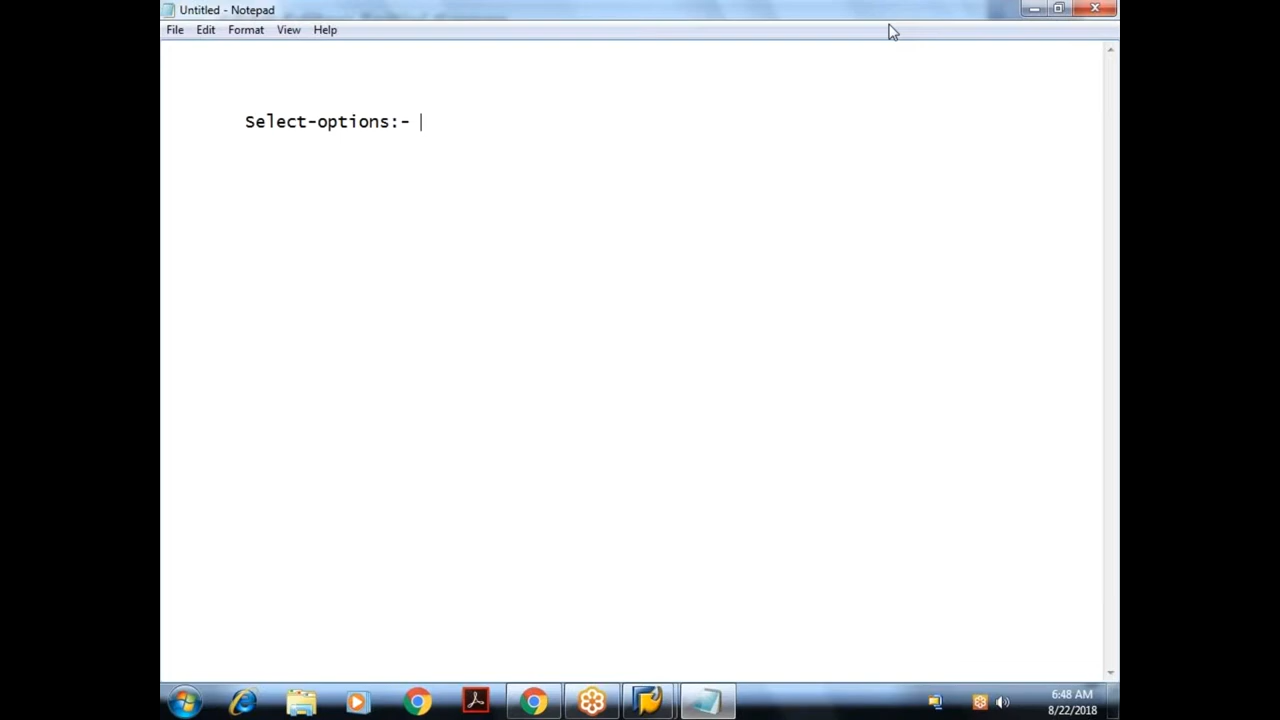 Untitled - Notepad
File Edit Format View Help
Select-options:-
6:48 AM
8/22/2018